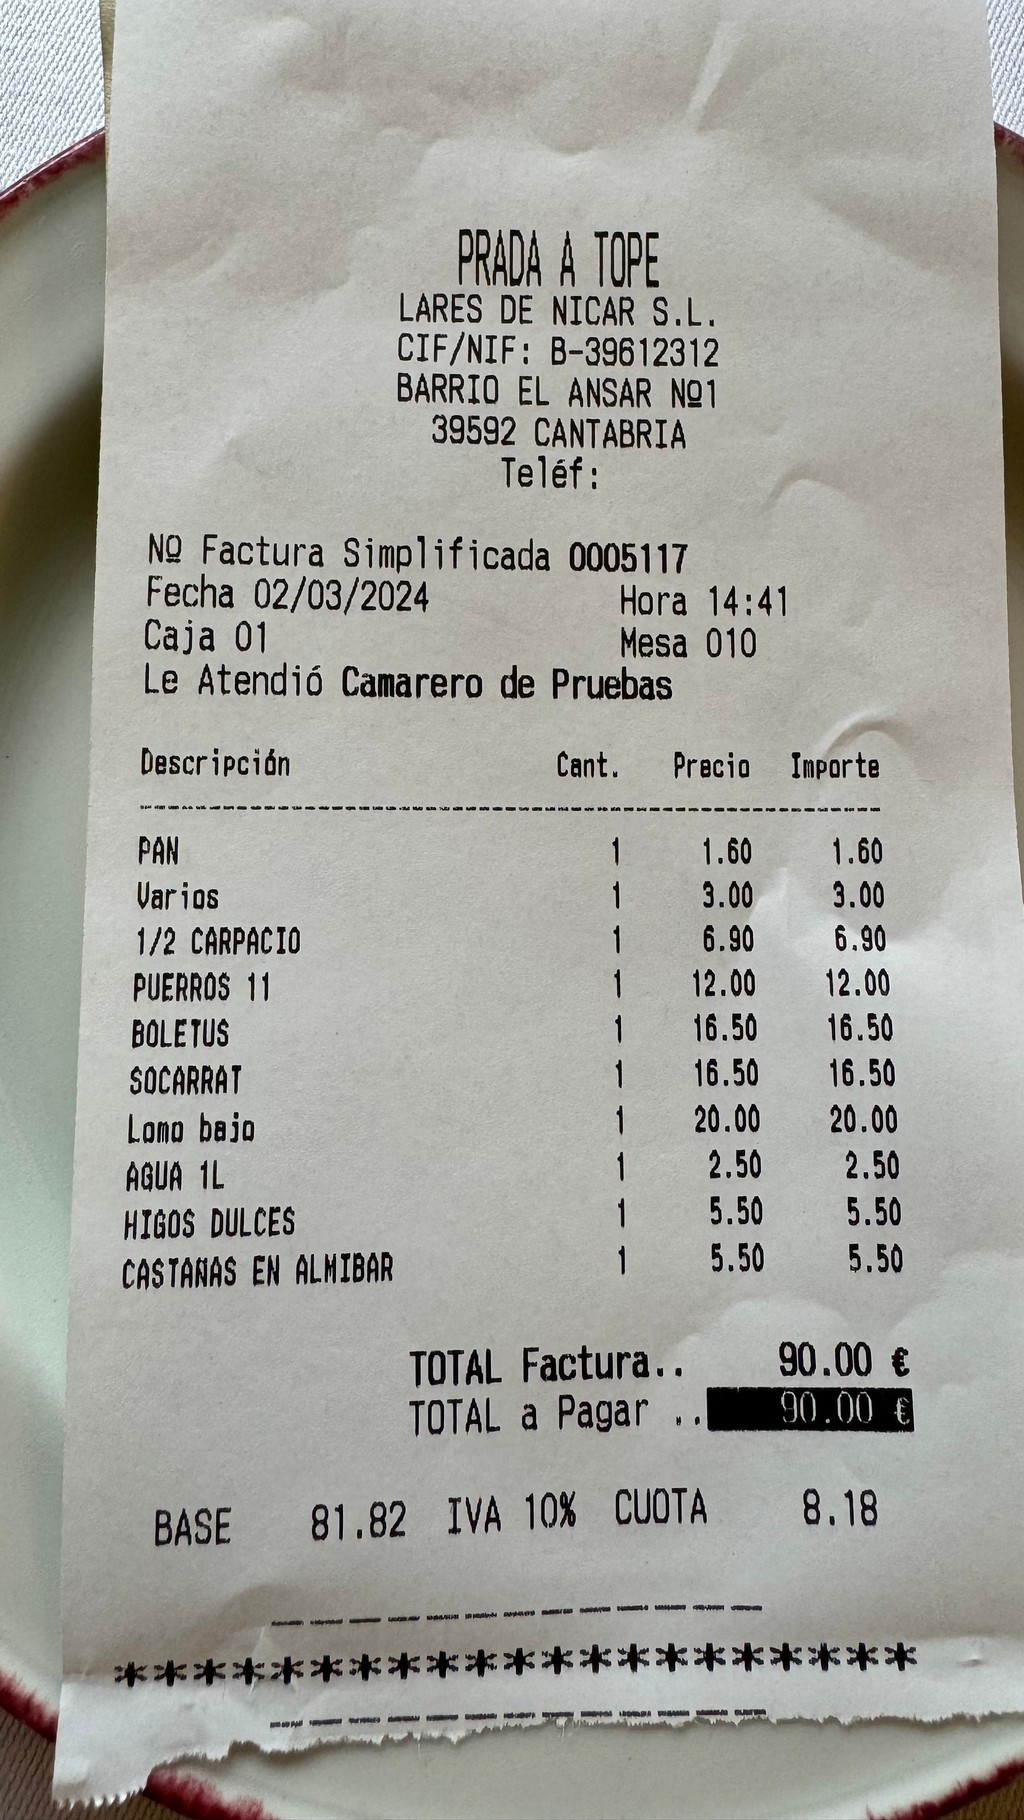 PRADA A TOPE
LARES DE NICAR S.L.
CIF/NIF: B-39612312
BARRIO EL ANSAR Nº1
39592 CANTABRIA
Teléf:
Nº Factura Simplificada 0005117
Fecha 02/03/2024 Hora 14:41
Caja 01 Mesa 010
Le Atendió Camarero de Pruebas
Descripción Cant. Precio Importe
PAN 1 1.60 1.60
Varios 1 3.00 3.00
1/2 CARPACIO 1 6.90 6.90
PUERROS 11 1 12.00 12.00
BOLETUS 1 16.50 16.50
SOCARRAT 1 16.50 16.50
Lomo bajo 1 20.00 20.00
AGUA 1L 1 2.50 2.50
HIGOS DULCES 1 5.50 5.50
CASTAÑAS EN ALMIBAR 1 5.50 5.50
TOTAL Factura.. 90.00 €
TOTAL a Pagar .. 90.00 €
BASE 81.82 IVA 10% CUOTA 8.18
*********************